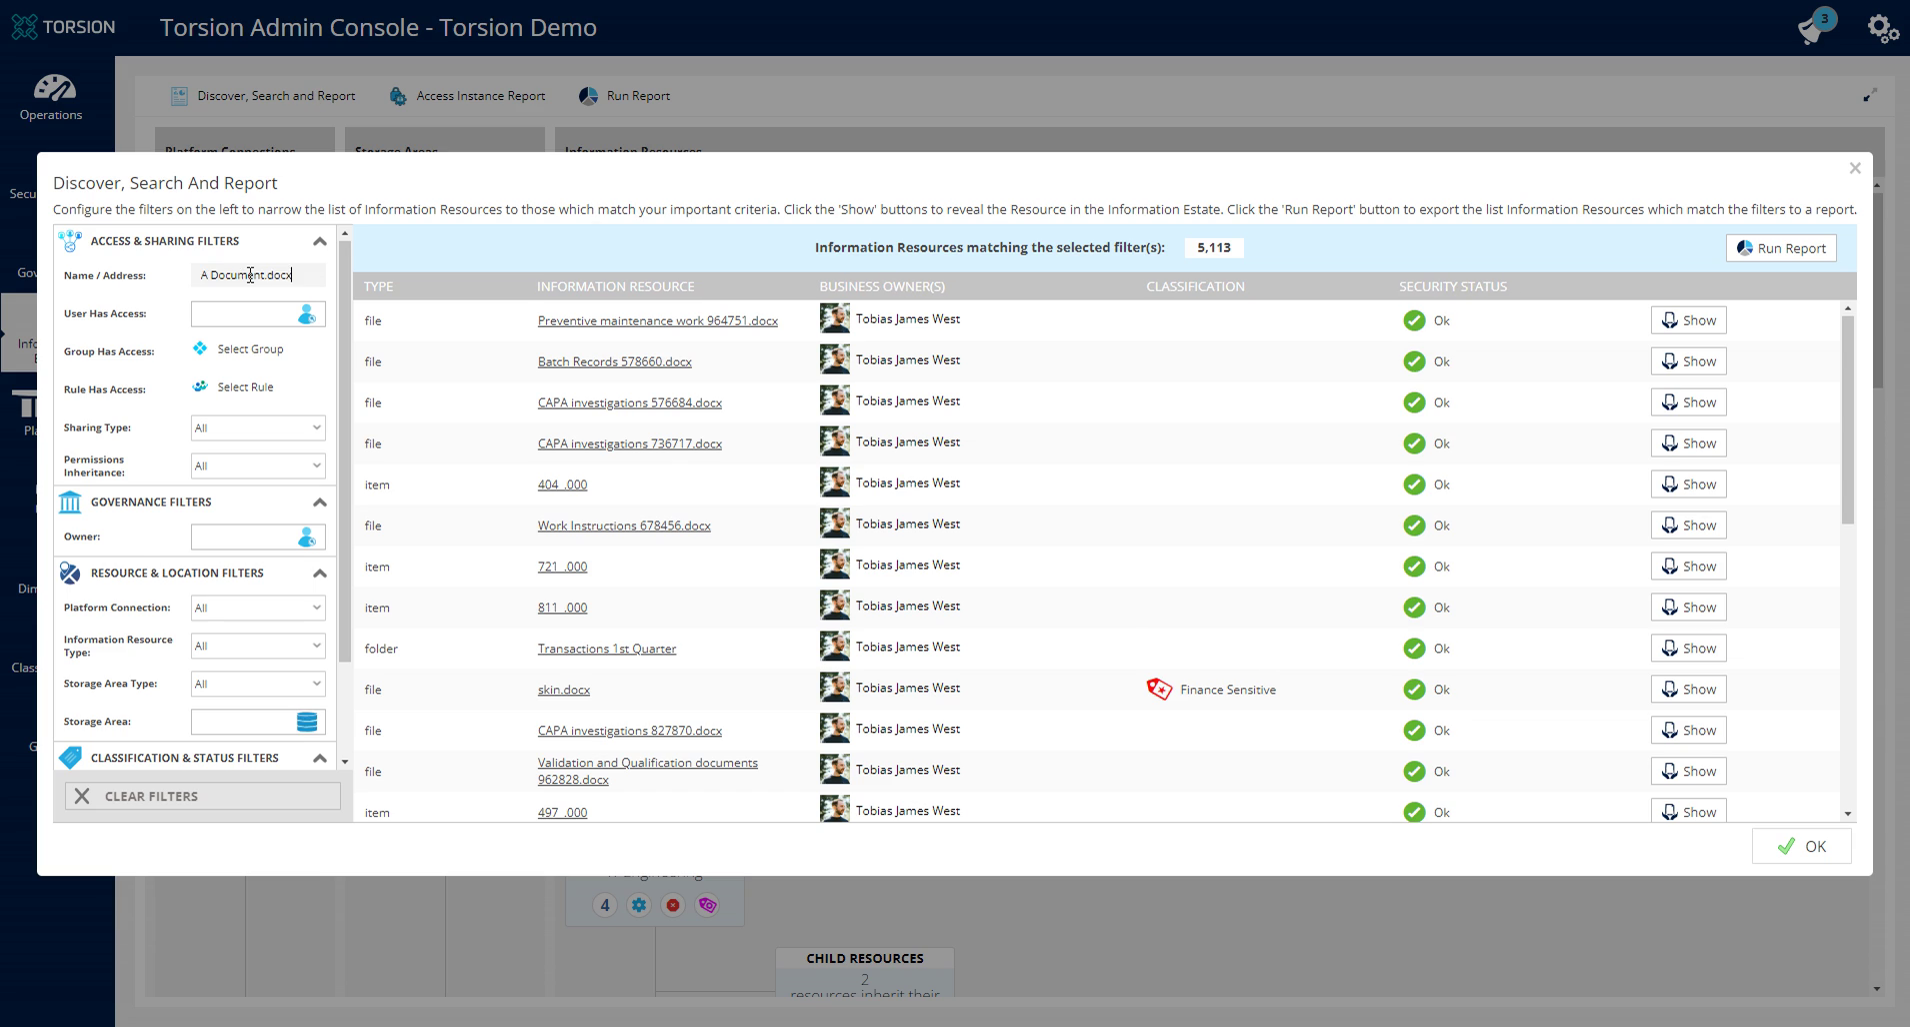 TORSION
Torsion Admin Console - Torsion Demo
3
Operations
Discover, Search and Report
Access Instance Report
Run Report
Platform Connections
Storage Areas
Information Resources
Discover, Search And Report
Configure the filters on the left to narrow the list of Information Resources to those which match your important criteria. Click the 'Show' buttons to reveal the Resource in the Information Estate. Click the 'Run Report' button to export the list Information Resources which match the filters to a report.
ACCESS & SHARING FILTERS
Name / Address:
A Document.docx
User Has Access:
Group Has Access:
Select Group
Rule Has Access:
Select Rule
Sharing Type:
All
Permissions
Inheritance:
All
GOVERNANCE FILTERS
Owner:
RESOURCE & LOCATION FILTERS
Platform Connection:
All
Information Resource
Type:
All
Storage Area Type:
All
Storage Area:
CLASSIFICATION & STATUS FILTERS
CLEAR FILTERS
Information Resources matching the selected filter(s):
5,113
Run Report
TYPE INFORMATION RESOURCE BUSINESS OWNER(S) CLASSIFICATION SECURITY STATUS
file Preventive maintenance work 964751.docx Tobias James West Ok Show
file Batch Records 578660.docx Tobias James West Ok Show
file CAPA investigations 576684.docx Tobias James West Ok Show
file CAPA investigations 736717.docx Tobias James West Ok Show
item 404_.000 Tobias James West Ok Show
file Work Instructions 678456.docx Tobias James West Ok Show
item 721_.000 Tobias James West Ok Show
item 811_.000 Tobias James West Ok Show
folder Transactions 1st Quarter Tobias James West Ok Show
file skin.docx Tobias James West Finance Sensitive Ok Show
file CAPA investigations 827870.docx Tobias James West Ok Show
file Validation and Qualification documents
962828.docx Tobias James West Ok Show
item 497_.000 Tobias James West Ok Show
OK
4
CHILD RESOURCES
2
resources inherit their